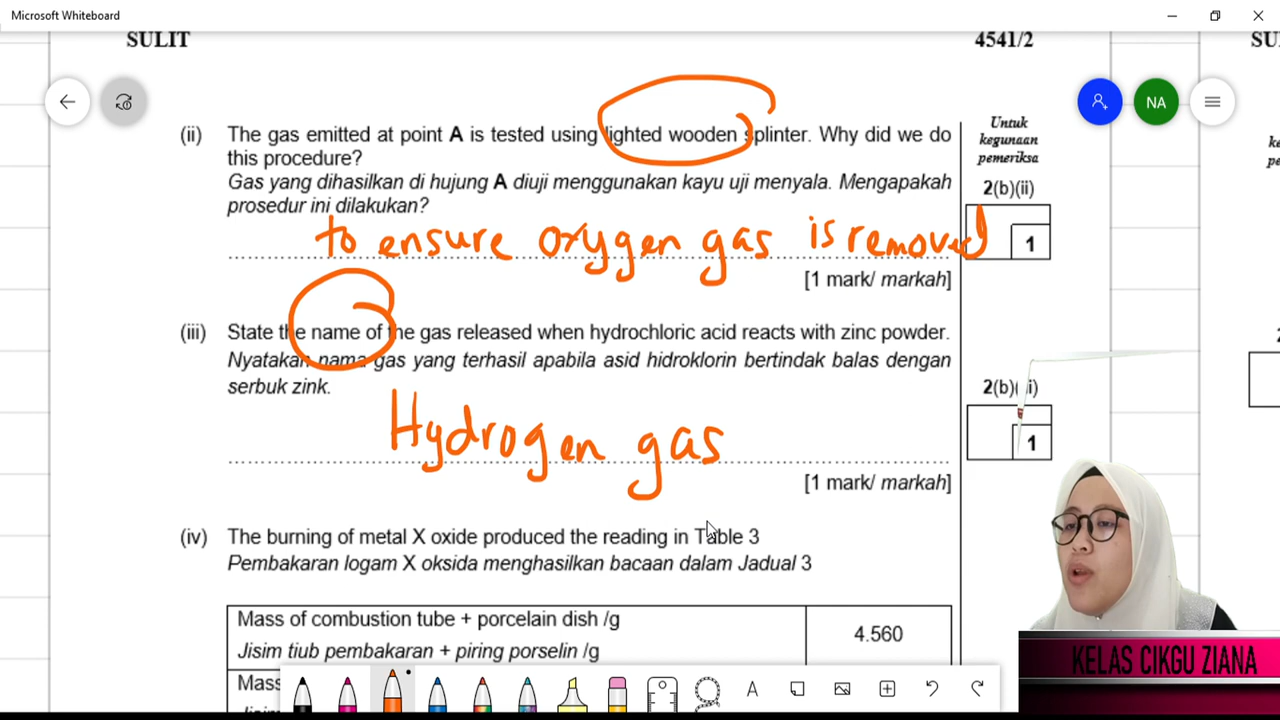 Microsoft Whiteboard
SULIT
4541/2
SU
NA
(ii) The gas emitted at point A is tested using lighted wooden splinter. Why did we do
this procedure?
Gas yang dihasilkan di hujung A diuji menggunakan kayu uji menyala. Mengapakah
prosedur ini dilakukan?
Untuk
kegunaan
pemeriksa
2(b)(ii)
to ensure oxygen gas is removed
1
[1 mark/ markah]
(iii) State the name of the gas released when hydrochloric acid reacts with zinc powder.
Nyatakan nama gas yang terhasil apabila asid hidroklorin bertindak balas dengan
serbuk zink.
2(b)(iii)
Hydrogen gas
1
[1 mark/ markah]
(iv) The burning of metal X oxide produced the reading in Table 3
Pembakaran logam X oksida menghasilkan bacaan dalam Jadual 3
Mass of combustion tube + porcelain dish /g
Jisim tiub pembakaran + piring porselin /g
4.560
Mass
KELAS CIKGU ZIANA
A